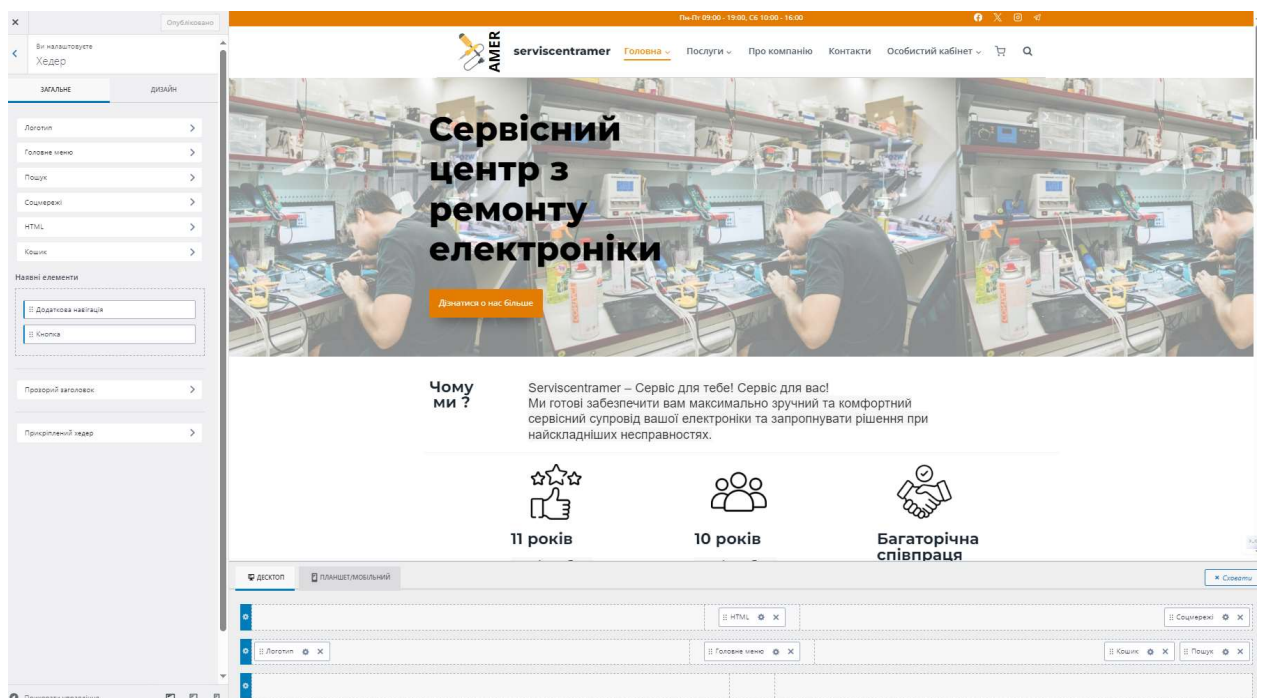 Опубліковано
Ви налаштовуєте
Хедер
ЗАГАЛЬНЕ
ДИЗАЙН
Логотип
Головне меню
Пошук
Соцмережі
HTML
Кошик
Наявні елементи
Додаткова навігація
Кнопка
Прозорий заголовок
Прикріплений хедер
Пн-Пт 09:00 - 19:00, Сб 10:00 - 16:00
AMER
serviscentramer Головна Послуги Про компанію Контакти Особистий кабінет
Сервісний
центр з
ремонту
електроніки
Дізнатися о нас більше
Чому
ми ?
Serviscentramer – Сервіс для тебе! Сервіс для вас!
Ми готові забезпечити вам максимально зручний та комфортний
сервісний супровід вашої електроніки та запропнувати рішення при
найскладніших несправностях.
11 років
10 років
Багаторічна
співпраця
ДЕСКТОП
ПЛАНШЕТ/МОБІЛЬНИЙ
Сховати
HTML
Соцмережі
Логотип
Головне меню
Кошик
Пошук